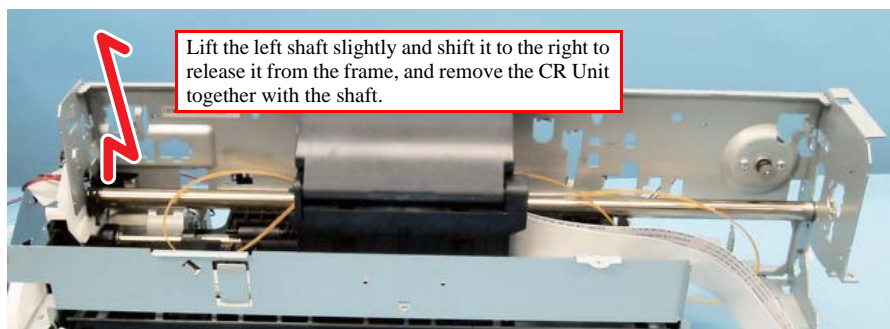 Lift the left shaft slightly and shift it to the right to
release it from the frame, and remove the CR Unit
together with the shaft.